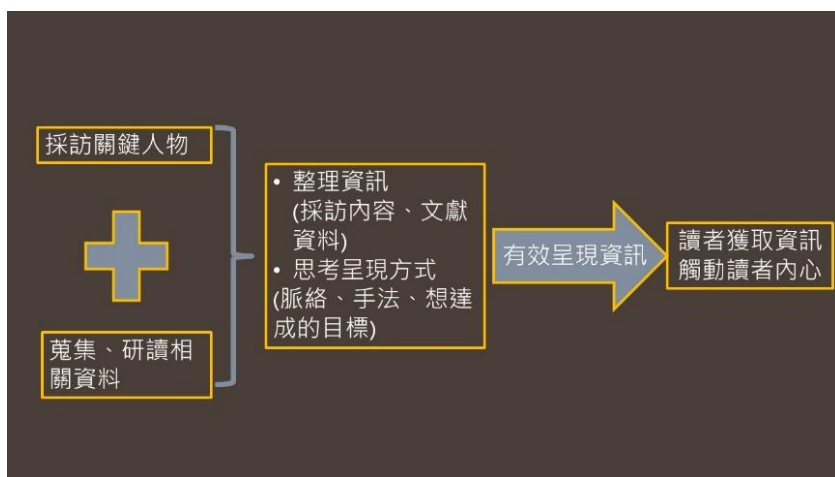 採訪關鍵人物
蒐集、研讀相
關資料
• 整理資訊
(採訪內容、文獻
資料)
• 思考呈現方式
(脈絡、手法、想達
成的目標)
有效呈現資訊
讀者獲取資訊
觸動讀者內心